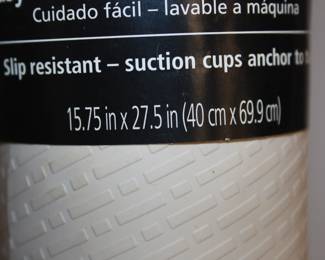 Cuidado fácil – lavable a máquina
Slip resistant – suction cups anchor to
15.75 in x 27.5 in (40 cm x 69.9 cm)